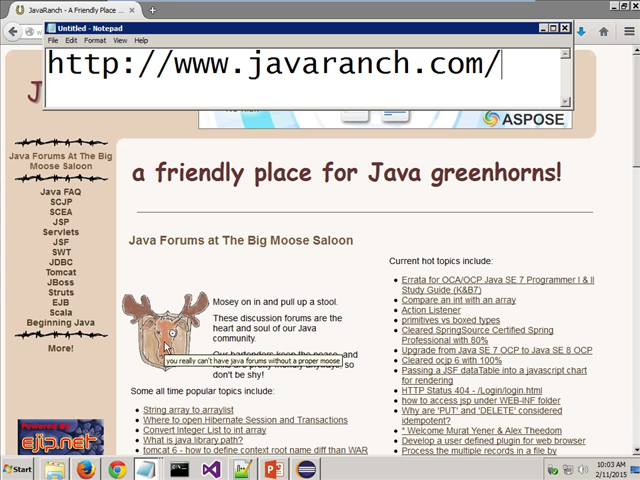 JavaRanch - A Friendly Place ...
Untitled - Notepad
File Edit Format View Help
http://www.javaranch.com/
ASPOSE
Java Forums At The Big
Moose Saloon
Java FAQ
SCJP
SCEA
JSP
Servlets
JSF
SWT
JDBC
Tomcat
JBoss
Struts
EJB
Scala
Beginning Java
More!
Powered By
ejip.net
a friendly place for Java greenhorns!
Java Forums at The Big Moose Saloon
Mosey on in and pull up a stool.
These discussion forums are the
heart and soul of our Java
community.
Our bartenders keep the peace, and
you really can't have java forums without a proper moose
don't be shy!
Some all time popular topics include:
String array to arraylist
Where to open Hibernate Session and Transactions
Convert Integer List to int array
What is java library path?
tomcat 6 - how to define context root name diff than WAR
Current hot topics include:
Errata for OCA/OCP Java SE 7 Programmer I & II
Study Guide (K&B7)
Compare an int with an array
Action Listener
primitives vs boxed types
Cleared SpringSource Certified Spring
Professional with 80%
Upgrade from Java SE 7 OCP to Java SE 8 OCP
Cleared ocjp 6 with 100%
Passing a JSF dataTable into a javascript chart
for rendering
HTTP Status 404 - /Login/login.html
how to access jsp under WEB-INF folder
Why are 'PUT' and 'DELETE' considered
idempotent?
* Welcome Murat Yener & Alex Theedom
Develop a user defined plugin for web browser
Process the multiple records in a file by
Start
10:03 AM
2/11/2015